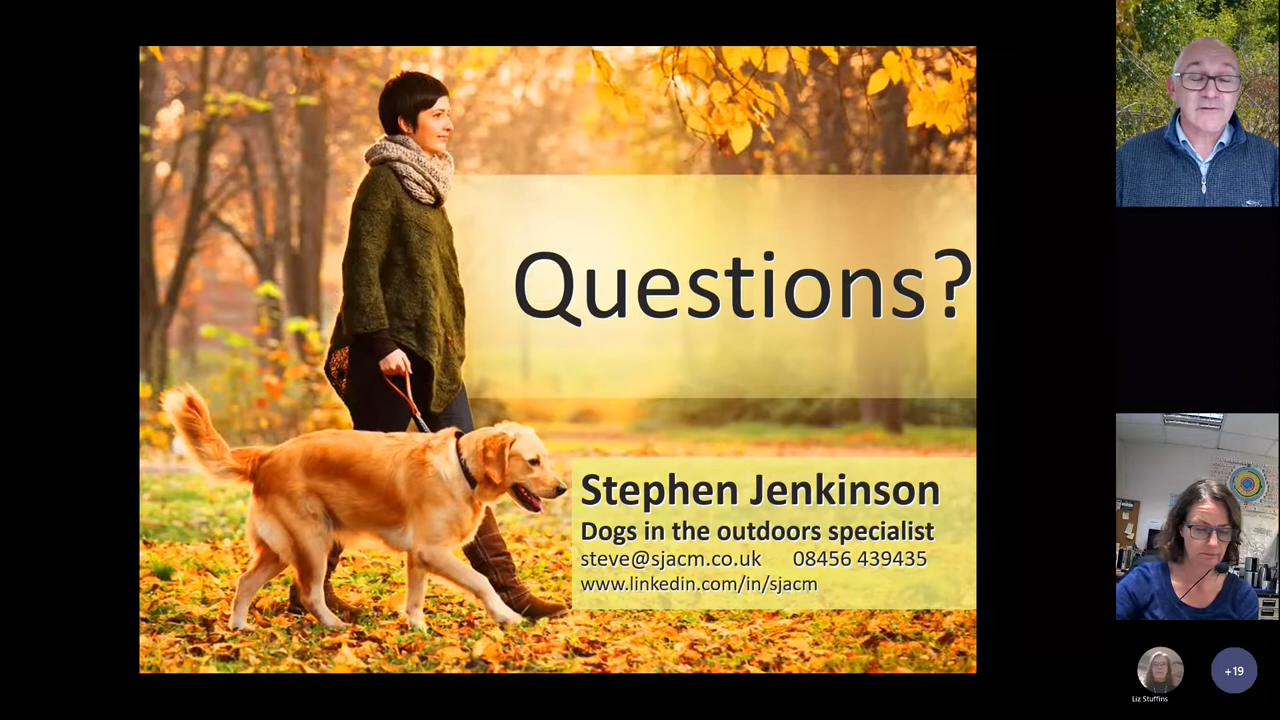 Questions?
Stephen Jenkinson
Dogs in the outdoors specialist
steve@sjacm.co.uk 08456 439435
www.linkedin.com/in/sjacm
Liz Stuffins
+19